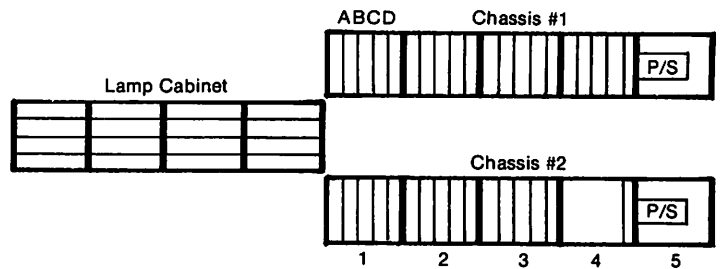 ABCD Chassis #1
P/S
Lamp Cabinet
Chassis #2
P/S
1 2 3 4 5